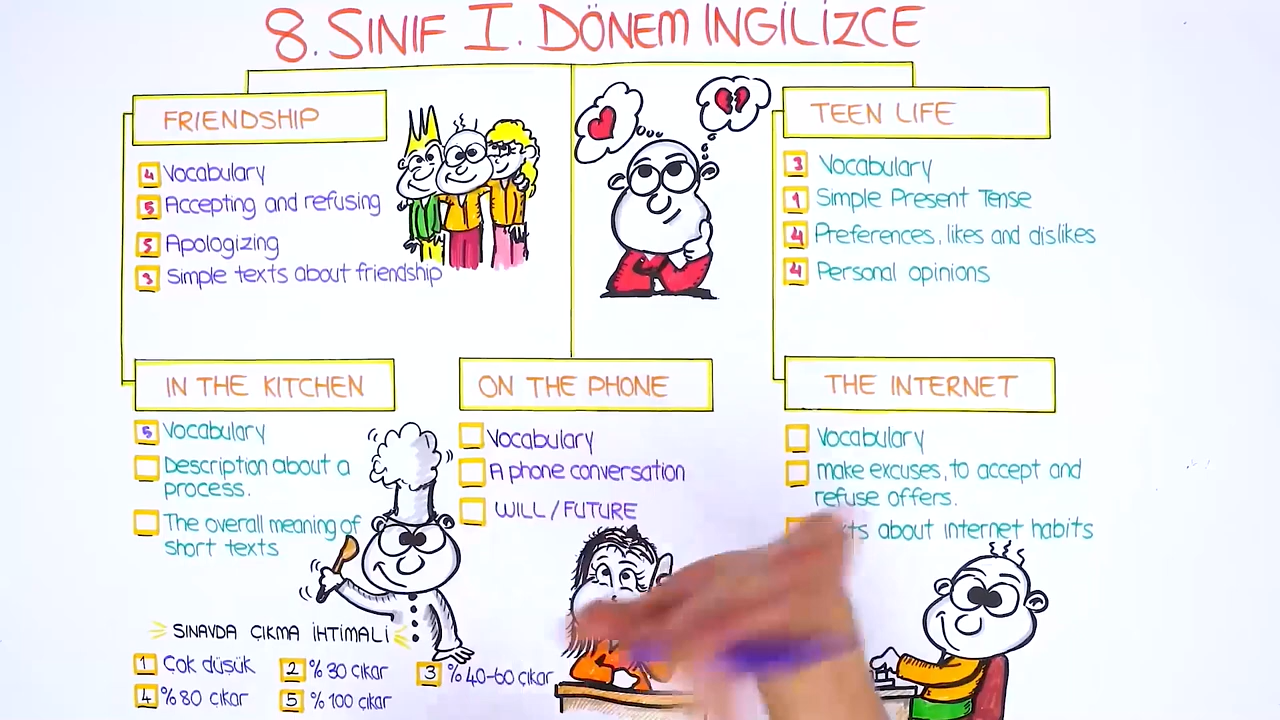 8. SINIF I. DÖNEM INGİLİZCE
FRIENDSHIP
4 Vocabulary
5 Accepting and refusing
5 Apologizing
3 Simple texts about friendship
TEEN LIFE
3 Vocabulary
1 Simple Present Tense
4 Preferences, likes and dislikes
4 Personal opinions
IN THE KITCHEN
5 Vocabulary
Description about a
process.
The overall meaning of
short texts
ON THE PHONE
Vocabulary
A phone conversation
WILL / FUTURE
THE INTERNET
Vocabulary
make excuses, to accept and
refuse offers.
about internet habits
SINAVDA ÇIKMA İHTİMALİ
1 Çok düşük
2 %30 çıkar
3 %40-60 çıkar
4 %80 çıkar
5 %100 çıkar